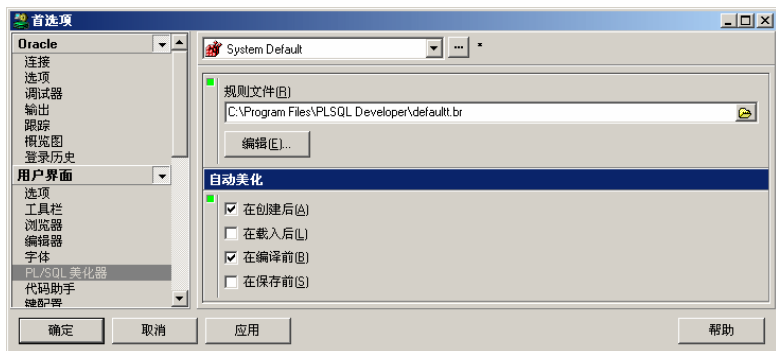 首选项
Oracle
连接
选项
调试器
输出
跟踪
概览图
登录历史
用户界面
选项
工具栏
浏览器
编辑器
字体
PL/SQL 美化器
代码助手
键配置
System Default
... *
规则文件(R)
C:\Program Files\PLSQL Developer\defaultt.br
编辑(E)...
自动美化
在创建后(A)
在载入后(L)
在编译前(B)
在保存前(S)
确定
取消
应用
帮助